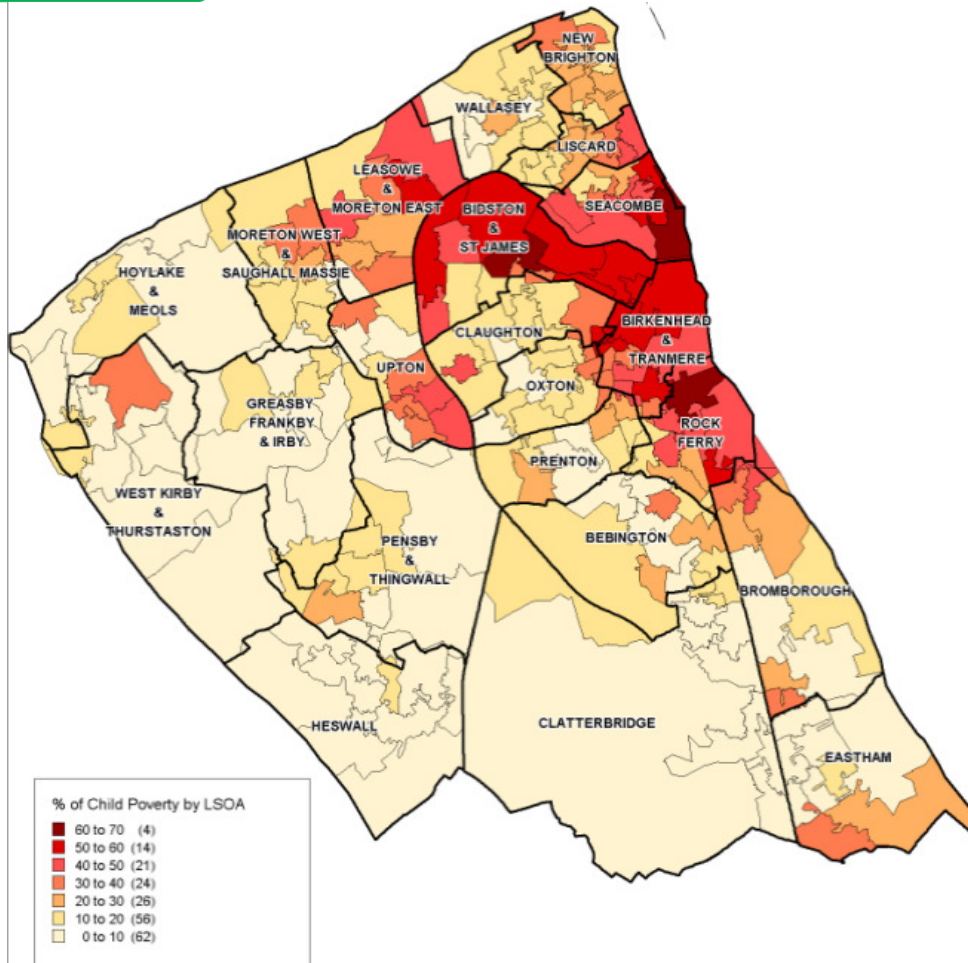 NEW
BRIGHTON
WALLASEY
LISCARD
LEASOWE
&
MORETON EAST
SEACOMBE
BIDSTON
&
ST JAMES
MORETON WEST
&
SAUGHALL MASSIE
HOYLAKE
&
MEOLS
CLAUGHTON
BIRKENHEAD
&
TRANMERE
UPTON
OXTON
GREASBY
FRANKBY
& IRBY
ROCK
FERRY
PRENTON
WEST KIRBY
&
THURSTASTON
BEBINGTON
PENSBY
&
THINGWALL
BROMBOROUGH
HESWALL
CLATTERBRIDGE
EASTHAM
% of Child Poverty by LSOA
60 to 70 (4)
50 to 60 (14)
40 to 50 (21)
30 to 40 (24)
20 to 30 (26)
10 to 20 (56)
0 to 10 (62)